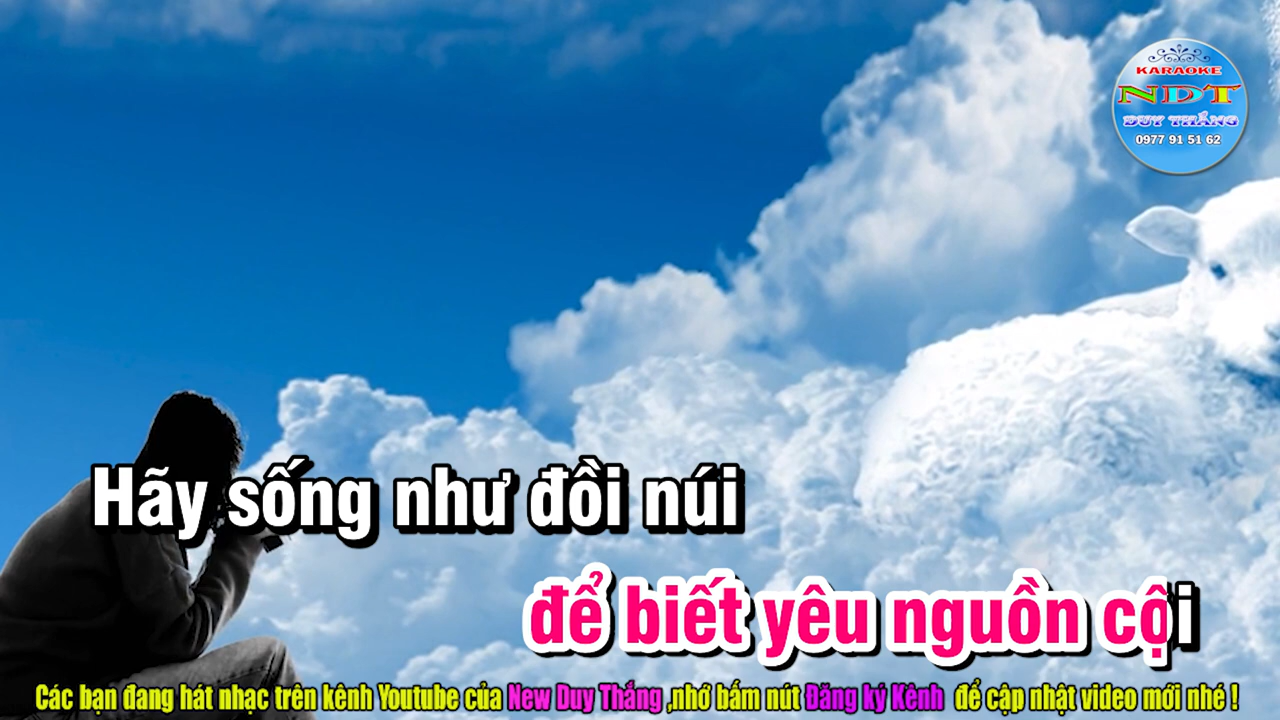 KARAOKE
NDT
DUY THẮNG
0977 91 51 62
Hãy sống như đồi núi
để biết yêu nguồn cội
Các bạn đang hát nhạc trên kênh Youtube của New Duy Thắng ,nhớ bấm nút Đăng ký Kênh để cập nhật video mới nhé !